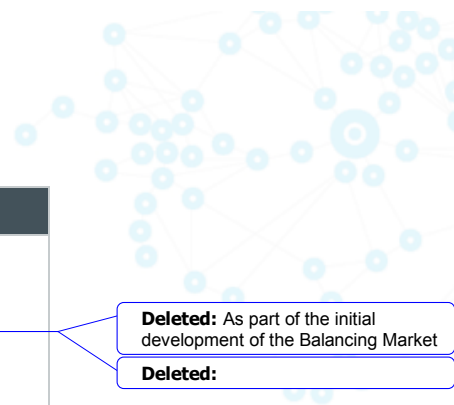 Deleted: As part of the initial
development of the Balancing Market
Deleted: